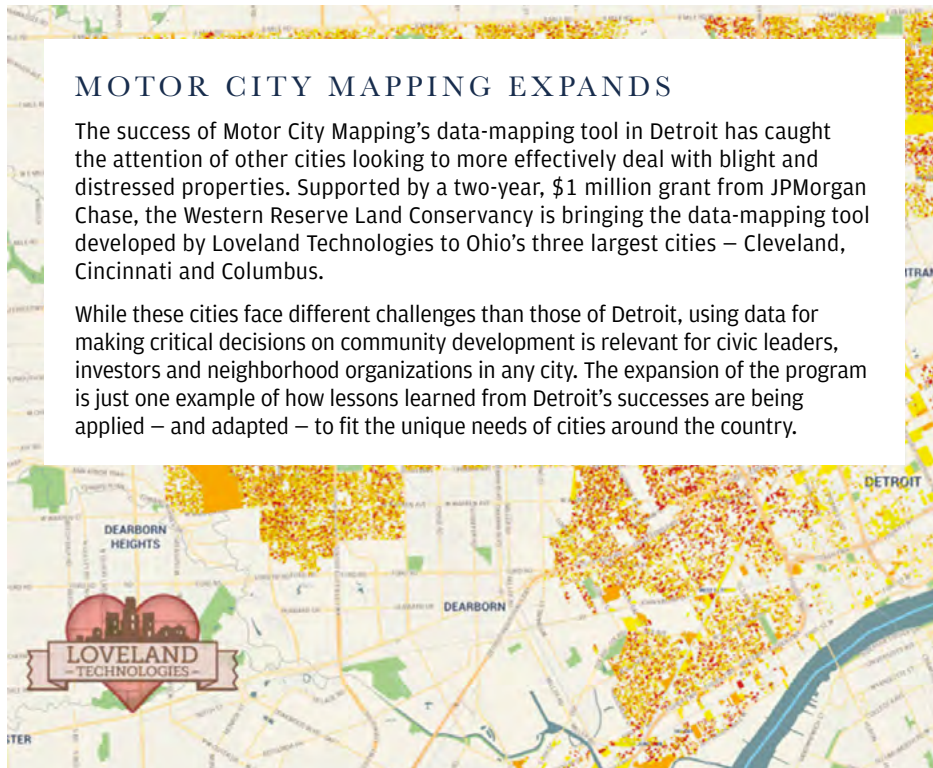 MOTOR CITY MAPPING EXPANDS
The success of Motor City Mapping’s data-mapping tool in Detroit has caught
the attention of other cities looking to more effectively deal with blight and
distressed properties. Supported by a two-year, $1 million grant from JPMorgan
Chase, the Western Reserve Land Conservancy is bringing the data-mapping tool
developed by Loveland Technologies to Ohio’s three largest cities – Cleveland,
Cincinnati and Columbus.
While these cities face different challenges than those of Detroit, using data for
making critical decisions on community development is relevant for civic leaders,
investors and neighborhood organizations in any city. The expansion of the program
is just one example of how lessons learned from Detroit’s successes are being
applied – and adapted – to fit the unique needs of cities around the country.
DETROIT
DEARBORN
HEIGHTS
DEARBORN
LOVELAND
TECHNOLOGIES